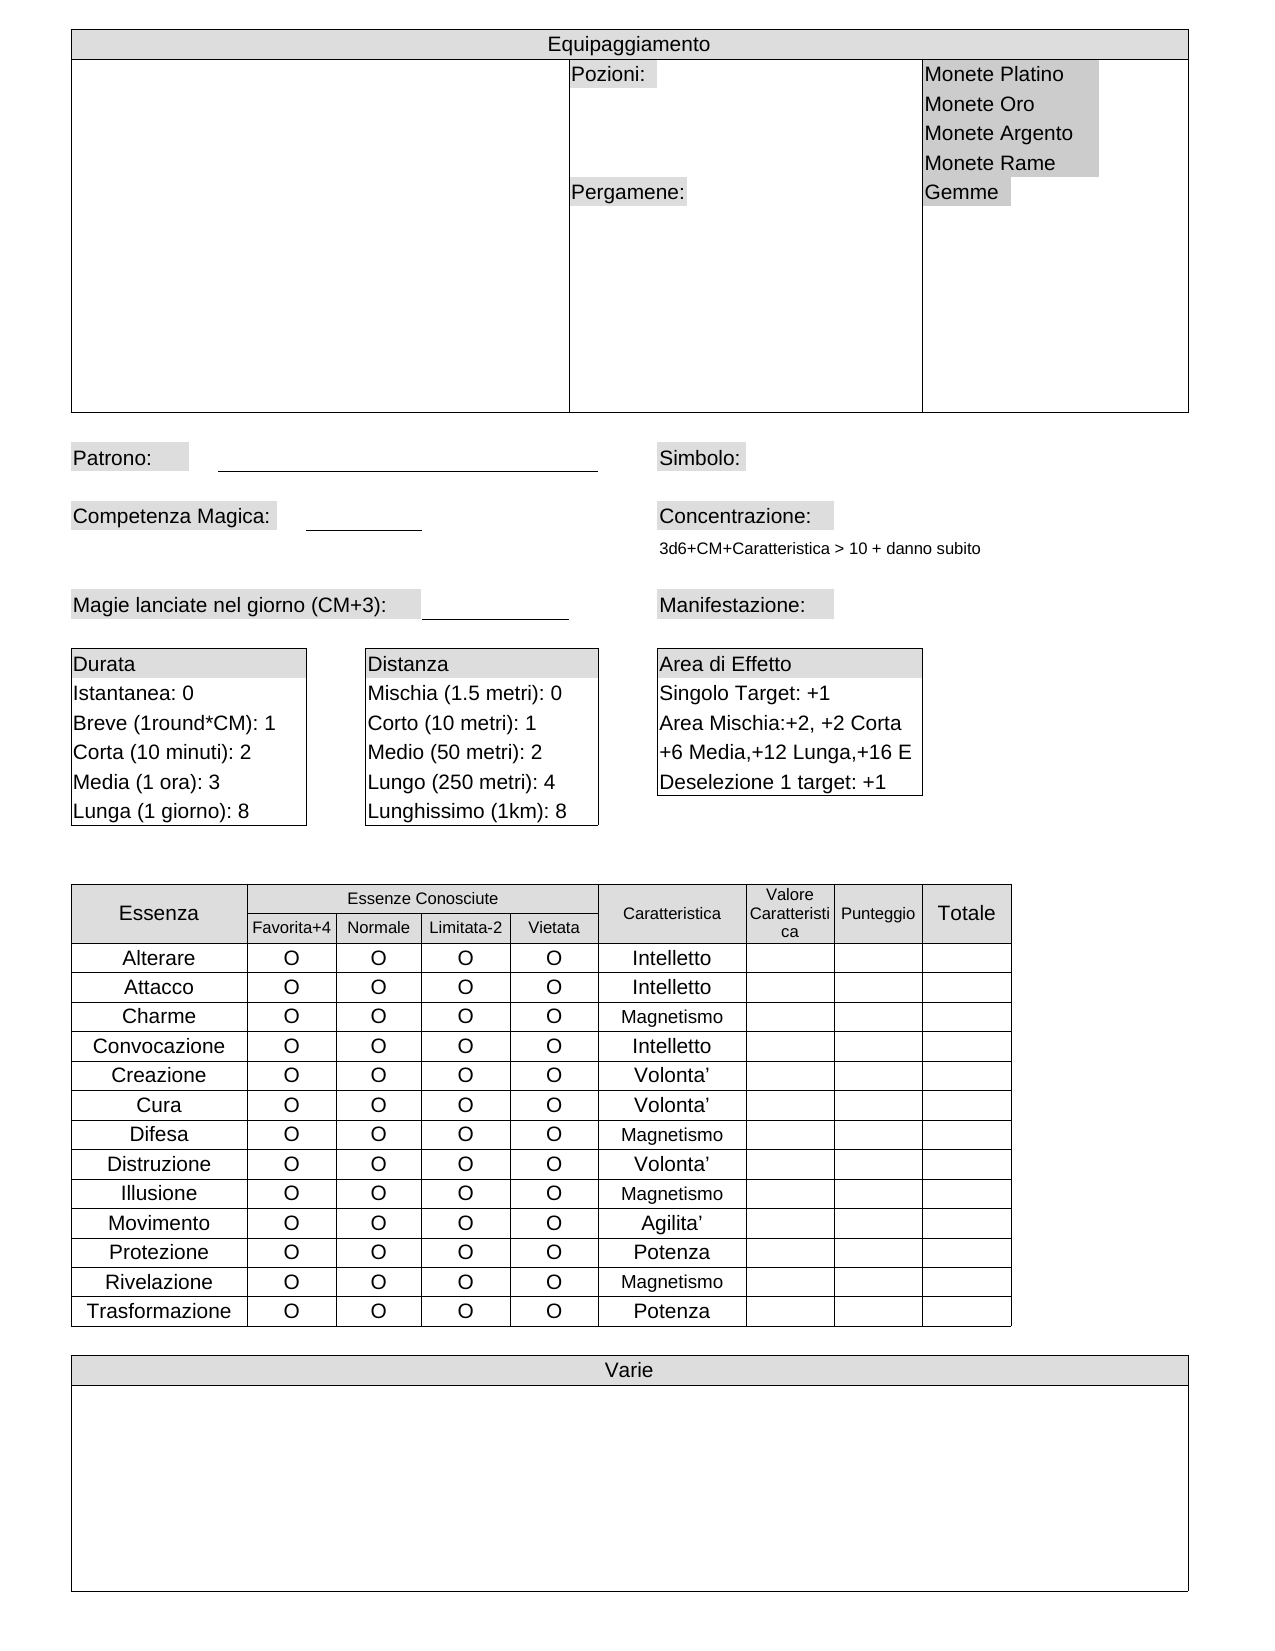 Equipaggiamento
Pozioni:
Pergamene:
Monete Platino
Monete Oro
Monete Argento
Monete Rame
Gemme
Patrono:
Simbolo:
Competenza Magica:
Concentrazione:
3d6+CM+Caratteristica > 10 + danno subito
Magie lanciate nel giorno (CM+3):
Manifestazione:
Durata
Istantanea: 0
Breve (1round*CM): 1
Corta (10 minuti): 2
Media (1 ora): 3
Lunga (1 giorno): 8
Distanza
Mischia (1.5 metri): 0
Corto (10 metri): 1
Medio (50 metri): 2
Lungo (250 metri): 4
Lunghissimo (1km): 8
Area di Effetto
Singolo Target: +1
Area Mischia:+2, +2 Corta
+6 Media,+12 Lunga,+16 E
Deselezione 1 target: +1
Essenza
Essenze Conosciute
Favorita+4 Normale Limitata-2 Vietata
Caratteristica
Valore
Caratteristi
ca
Punteggio
Totale
Alterare O O O O Intelletto
Attacco O O O O Intelletto
Charme O O O O Magnetismo
Convocazione O O O O Intelletto
Creazione O O O O Volonta’
Cura O O O O Volonta’
Difesa O O O O Magnetismo
Distruzione O O O O Volonta’
Illusione O O O O Magnetismo
Movimento O O O O Agilita’
Protezione O O O O Potenza
Rivelazione O O O O Magnetismo
Trasformazione O O O O Potenza
Varie